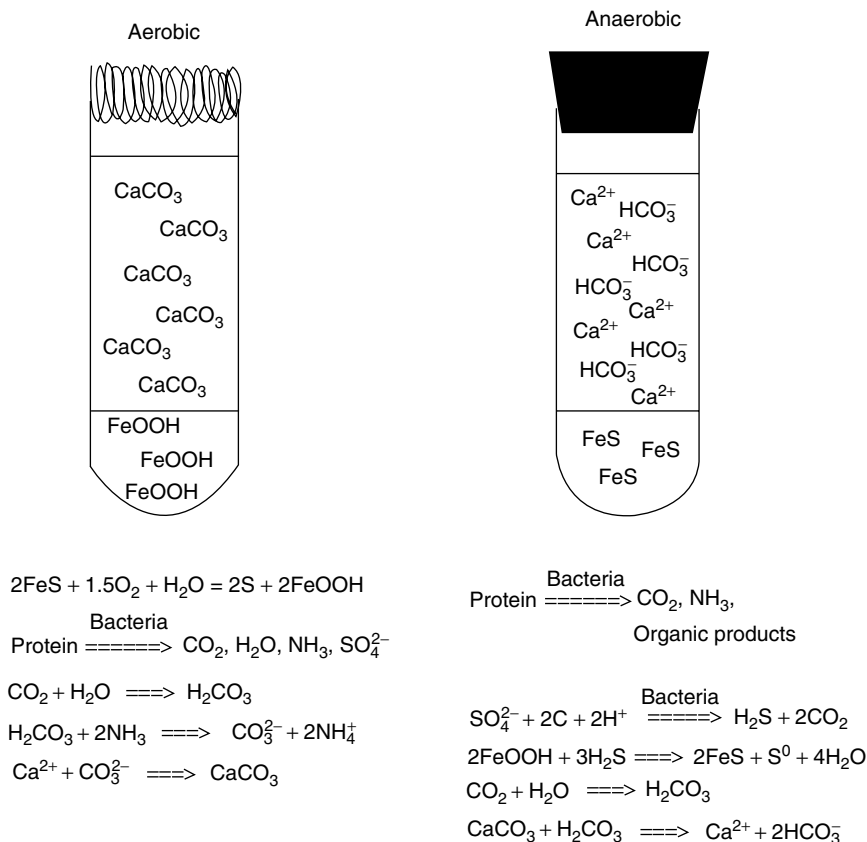 Aerobic
CaCO₃
CaCO₃
CaCO₃
CaCO₃
CaCO₃
CaCO₃
FeOOH
FeOOH
FeOOH
2FeS + 1.5O₂ + H₂O = 2S + 2FeOOH
Bacteria
Protein ======> CO₂, H₂O, NH₃, SO₄²⁻
CO₂ + H₂O ===> H₂CO₃
H₂CO₃ + 2NH₃ ===> CO₃²⁻ + 2NH₄⁺
Ca²⁺ + CO₃²⁻ ===> CaCO₃
Anaerobic
Ca²⁺
HCO₃⁻
Ca²⁺
HCO₃⁻
HCO₃⁻
Ca²⁺
Ca²⁺
HCO₃⁻
HCO₃⁻
Ca²⁺
FeS
FeS
FeS
Bacteria
Protein ======> CO₂, NH₃,
Organic products
Bacteria
SO₄²⁻ + 2C + 2H⁺ =====> H₂S + 2CO₂
2FeOOH + 3H₂S ===> 2FeS + S⁰ + 4H₂O
CO₂ + H₂O ===> H₂CO₃
CaCO₃ + H₂CO₃ ===> Ca²⁺ + 2HCO₃⁻